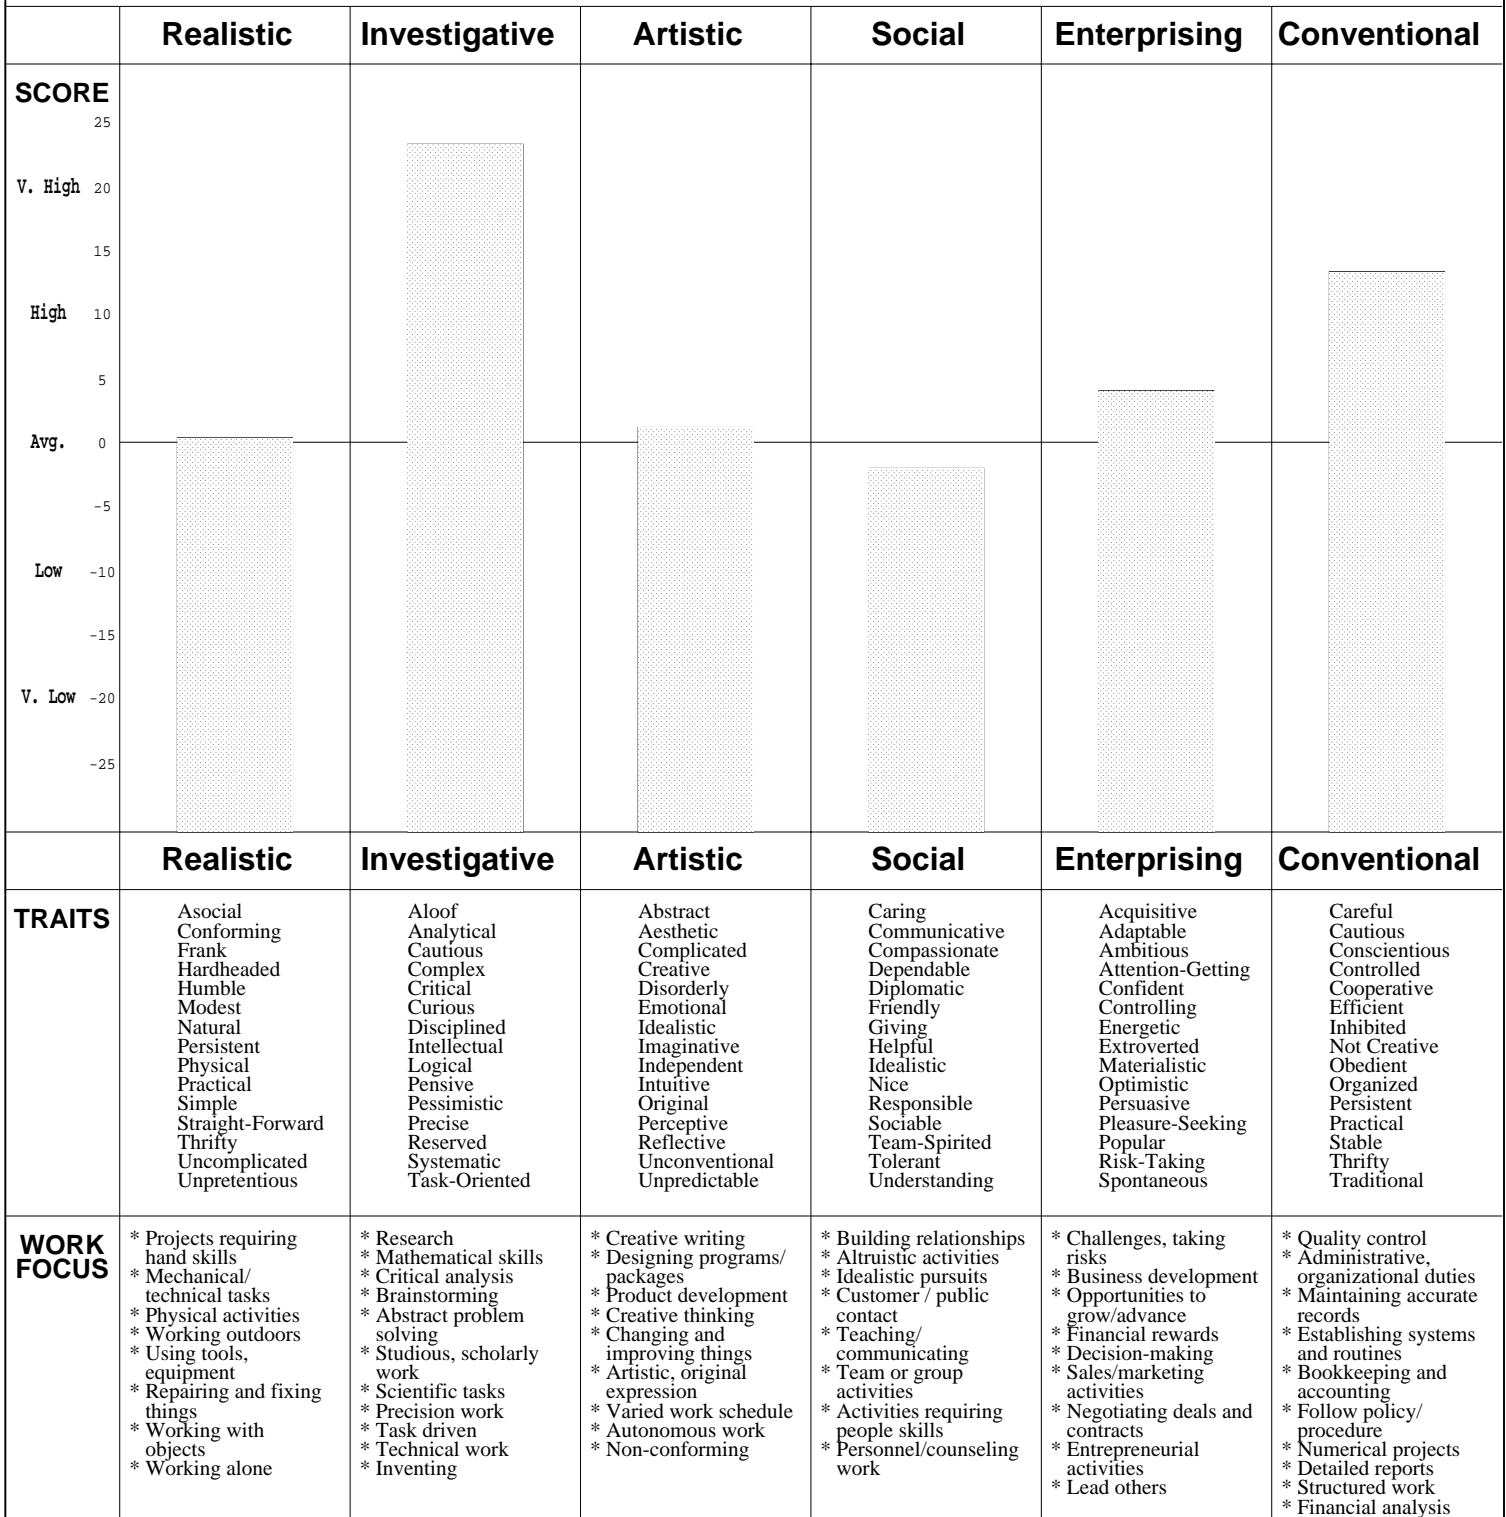 Realistic Investigative Artistic Social Enterprising Conventional
SCORE
25
V. High 20
15
High 10
5
Avg. 0
-5
Low -10
-15
V. Low -20
-25
Realistic Investigative Artistic Social Enterprising Conventional
TRAITS
Asocial
Conforming
Frank
Hardheaded
Humble
Modest
Natural
Persistent
Physical
Practical
Simple
Straight-Forward
Thrifty
Uncomplicated
Unpretentious
Aloof
Analytical
Cautious
Complex
Critical
Curious
Disciplined
Intellectual
Logical
Pensive
Pessimistic
Precise
Reserved
Systematic
Task-Oriented
Abstract
Aesthetic
Complicated
Creative
Disorderly
Emotional
Idealistic
Imaginative
Independent
Intuitive
Original
Perceptive
Reflective
Unconventional
Unpredictable
Caring
Communicative
Compassionate
Dependable
Diplomatic
Friendly
Giving
Helpful
Idealistic
Nice
Responsible
Sociable
Team-Spirited
Tolerant
Understanding
Acquisitive
Adaptable
Ambitious
Attention-Getting
Confident
Controlling
Energetic
Extroverted
Materialistic
Optimistic
Persuasive
Pleasure-Seeking
Popular
Risk-Taking
Spontaneous
Careful
Cautious
Conscientious
Controlled
Cooperative
Efficient
Inhibited
Not Creative
Obedient
Organized
Persistent
Practical
Stable
Thrifty
Traditional
WORK
FOCUS
* Projects requiring
hand skills
* Mechanical/
technical tasks
* Physical activities
* Working outdoors
* Using tools,
equipment
* Repairing and fixing
things
* Working with
objects
* Working alone
* Research
* Mathematical skills
* Critical analysis
* Brainstorming
* Abstract problem
solving
* Studious, scholarly
work
* Scientific tasks
* Precision work
* Task driven
* Technical work
* Inventing
* Creative writing
* Designing programs/
packages
* Product development
* Creative thinking
* Changing and
improving things
* Artistic, original
expression
* Varied work schedule
* Autonomous work
* Non-conforming
* Building relationships
* Altruistic activities
* Idealistic pursuits
* Customer / public
contact
* Teaching/
communicating
* Team or group
activities
* Activities requiring
people skills
* Personnel/counseling
work
* Challenges, taking
risks
* Business development
* Opportunities to
grow/advance
* Financial rewards
* Decision-making
* Sales/marketing
activities
* Negotiating deals and
contracts
* Entrepreneurial
activities
* Lead others
* Quality control
* Administrative,
organizational duties
* Maintaining accurate
records
* Establishing systems
and routines
* Bookkeeping and
accounting
* Follow policy/
procedure
* Numerical projects
* Detailed reports
* Structured work
* Financial analysis